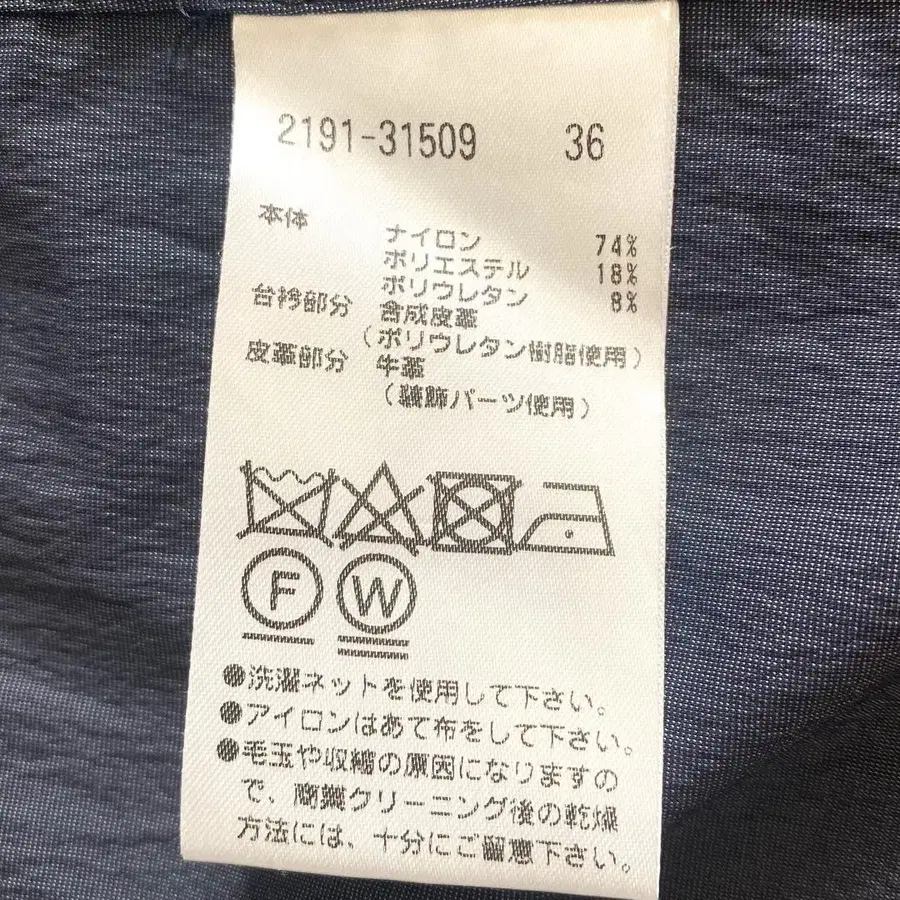 2191-31509 36
本体 ナイロン 74%
ポリエステル 18%
ポリウレタン 8%
台衿部分 合成皮革
(ポリウレタン樹脂使用)
皮革部分 牛革
(装飾パーツ使用)
F W
●洗濯ネットを使用して下さい。
●アイロンはあて布をして下さい。
●毛玉や収縮の原因になりますの
で、商業クリーニング後の乾燥
方法には、十分にご留意下さい。